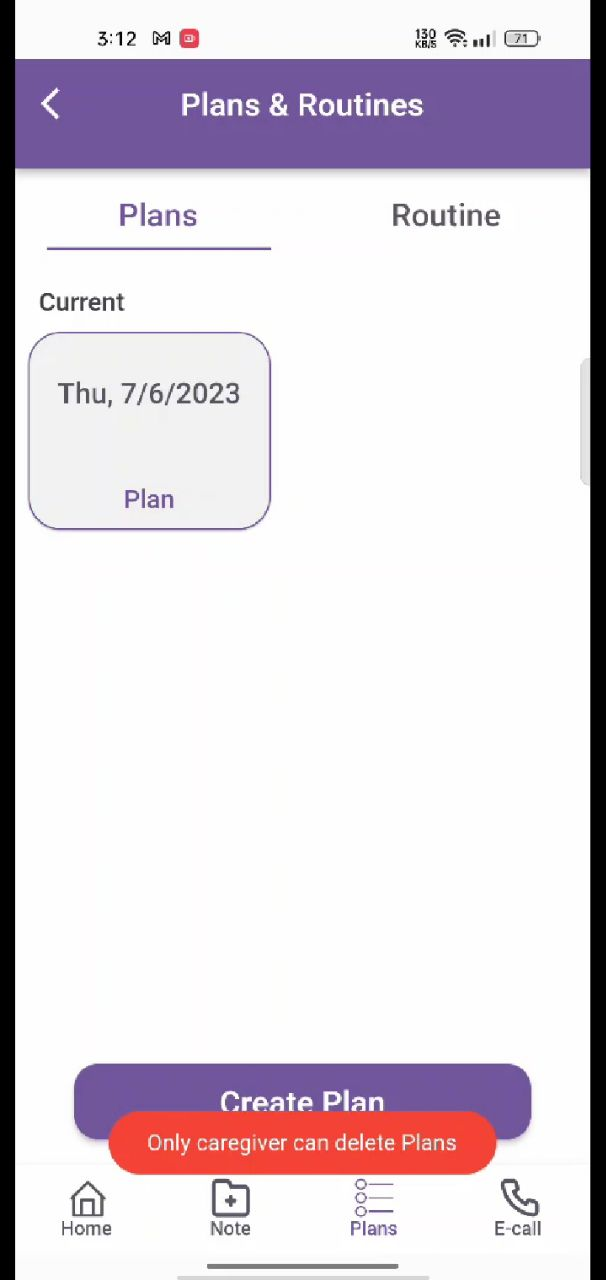 3:12
130
KB/S
71
Plans & Routines
Plans
Routine
Current
Thu, 7/6/2023
Plan
Create Plan
Only caregiver can delete Plans
Home
Note
Plans
E-call